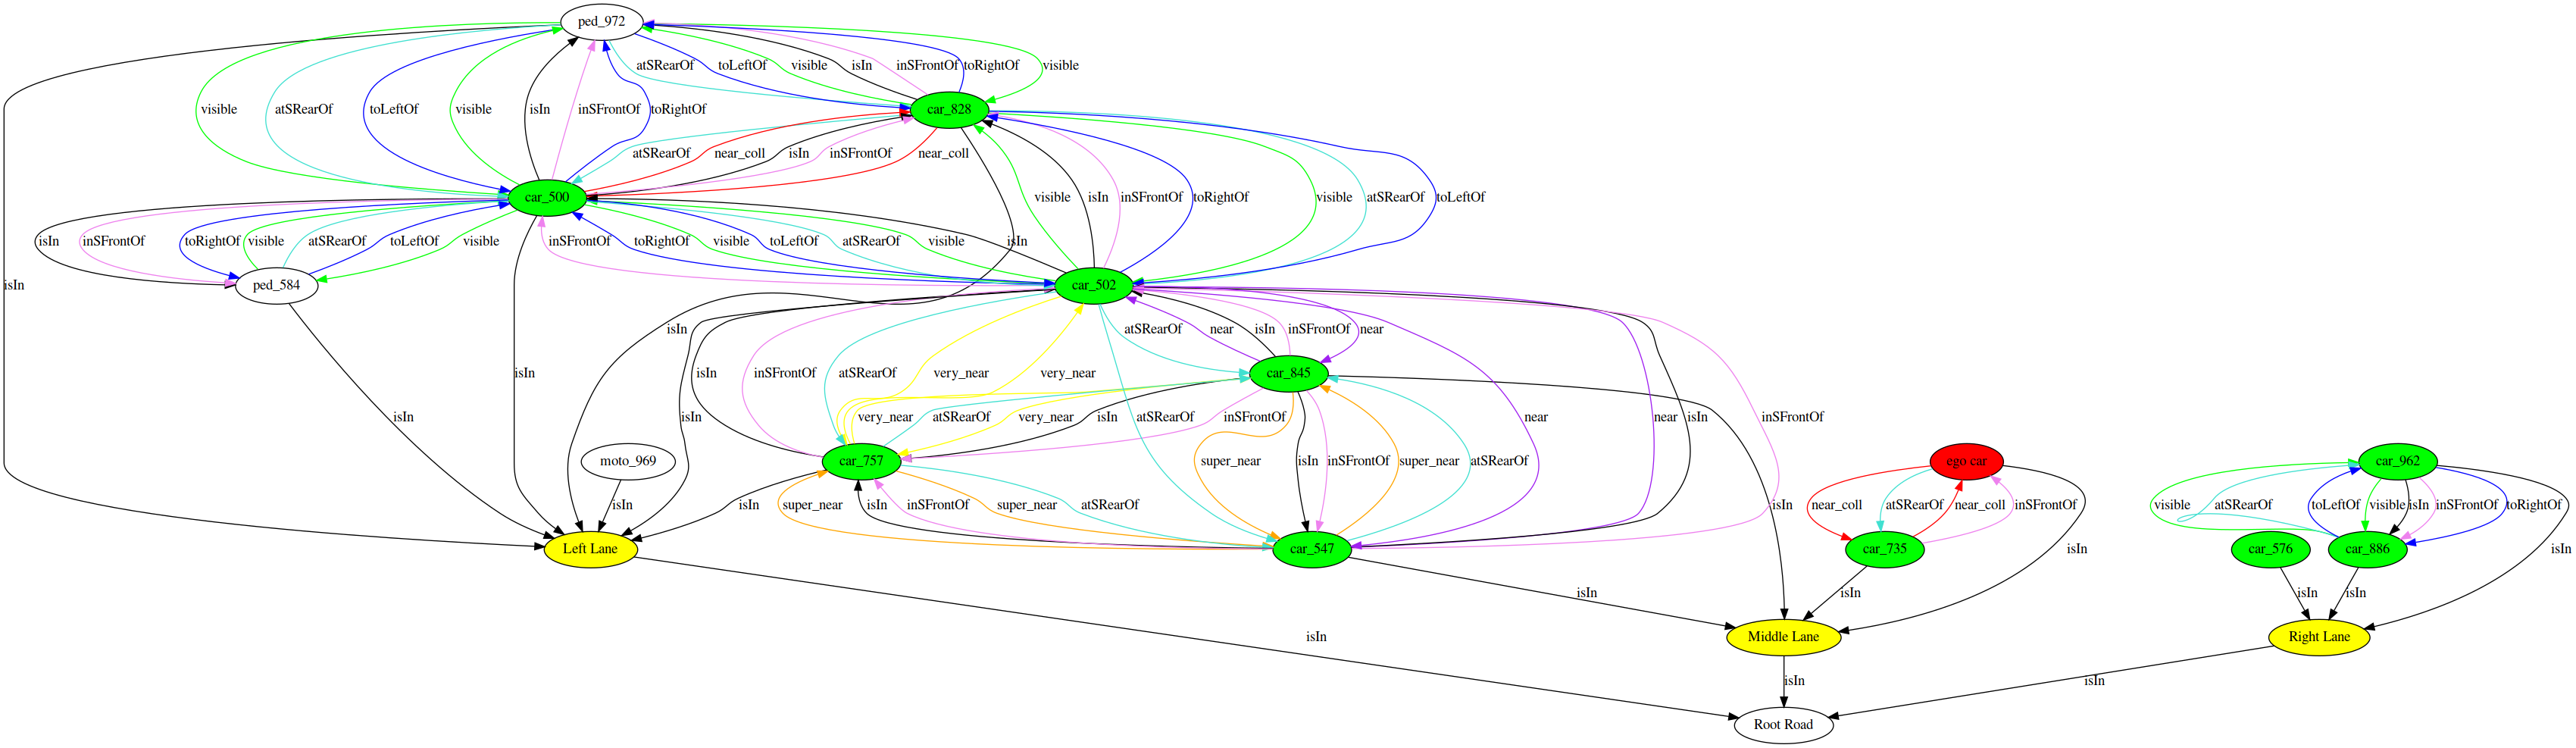 ped_972
atSRearOf toLeftOf visible isIn inSFrontOf toRightOf visible
visible atSRearOf toLeftOf visible isIn inSFrontOf toRightOf car_828
atSRearOf near_coll isIn inSFrontOf near_coll
car_500 visible isIn inSFrontOf toRightOf visible atSRearOf toLeftOf
isIn inSFrontOf toRightOf visible atSRearOf toLeftOf visible inSFrontOf toRightOf visible toLeftOf atSRearOf visible isIn
isIn ped_584 car_502
isIn atSRearOf near isIn inSFrontOf near
isIn isIn inSFrontOf atSRearOf very_near very_near car_845
isIn isIn very_near atSRearOf very_near isIn inSFrontOf atSRearOf near near isIn inSFrontOf
moto_969 car_757 super_near isIn inSFrontOf super_near atSRearOf ego car car_962
isIn isIn super_near isIn inSFrontOf super_near atSRearOf isIn near_coll atSRearOf near_coll inSFrontOf visible atSRearOf toLeftOf visible isIn inSFrontOf toRightOf
Left Lane car_547 car_735 isIn car_576 car_886 isIn
isIn isIn isIn isIn
isIn Middle Lane Right Lane
isIn isIn
Root Road